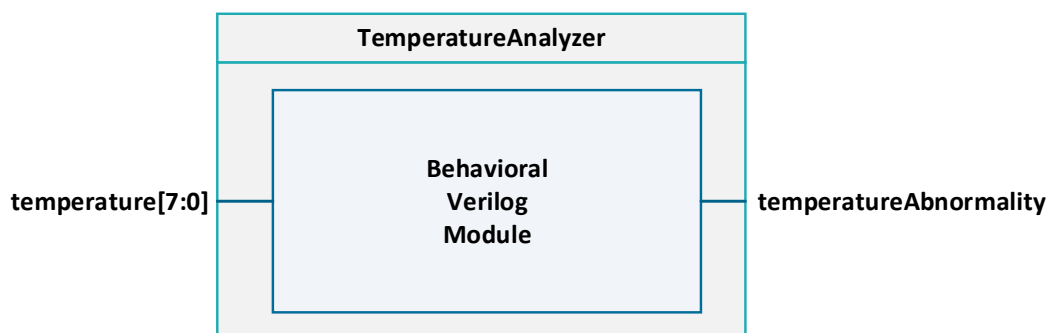 TemperatureAnalyzer
Behavioral
Verilog
Module
temperature[7:0]
temperatureAbnormality